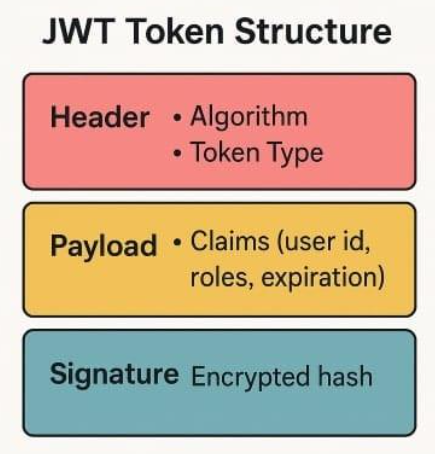 JWT Token Structure
Header • Algorithm
• Token Type
Payload • Claims (user id,
roles, expiration)
Signature Encrypted hash